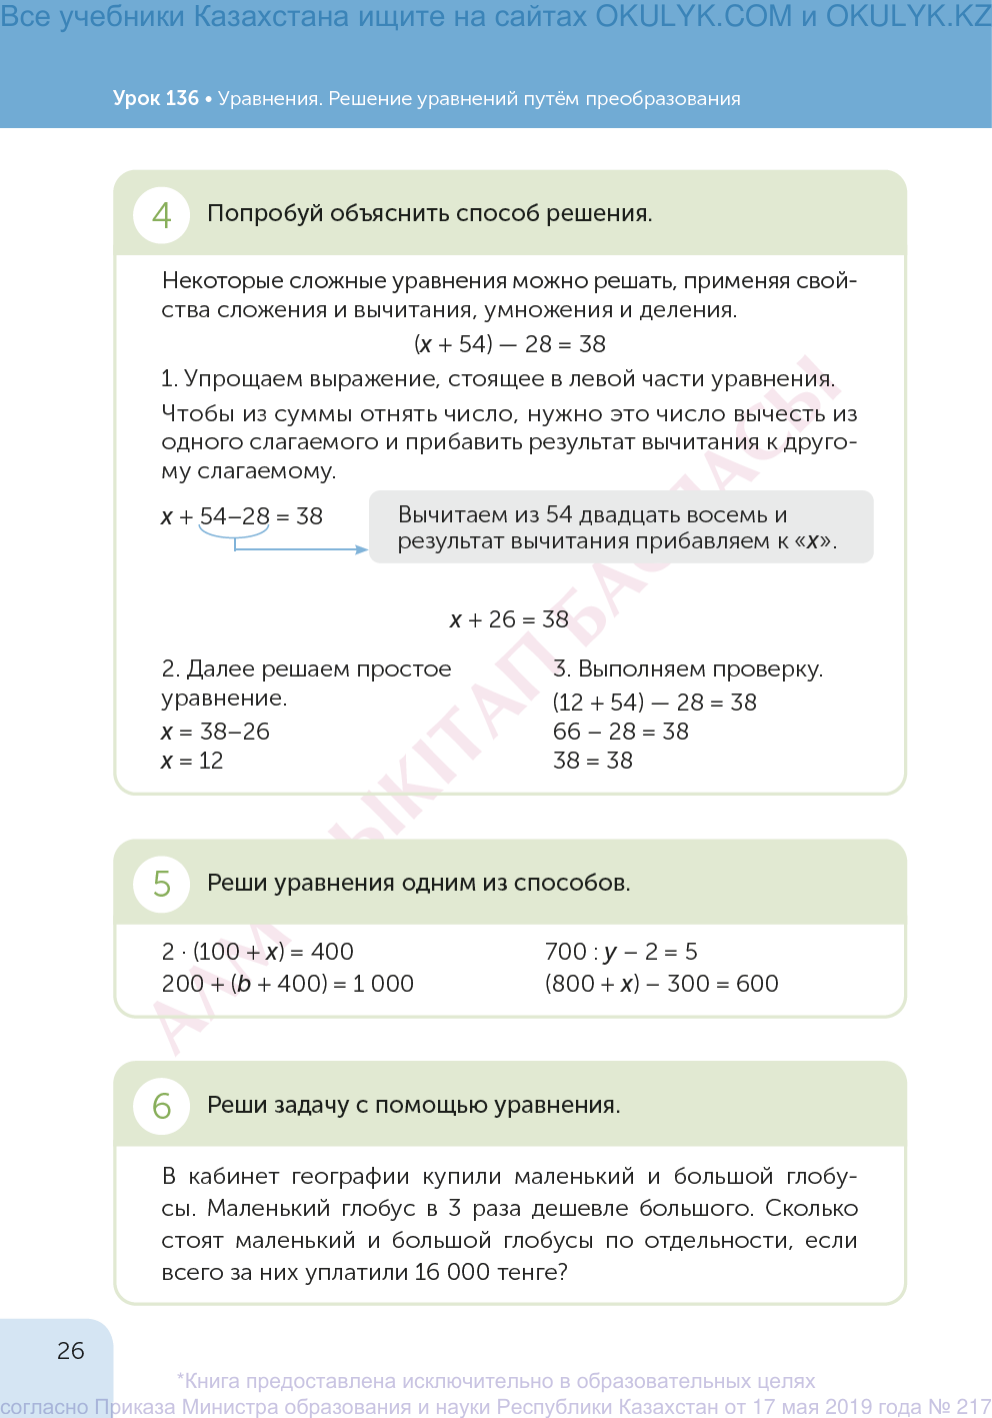 Все учебники Казахстана ищите на сайтах OKULYK.COM и OKULYK.KZ
Урок 136 • Уравнения. Решение уравнений путём преобразования
4 Попробуй объяснить способ решения.
Некоторые сложные уравнения можно решать, применяя свой-
ства сложения и вычитания, умножения и деления.
(x + 54) — 28 = 38
1. Упрощаем выражение, стоящее в левой части уравнения.
Чтобы из суммы отнять число, нужно это число вычесть из
одного слагаемого и прибавить результат вычитания к друго-
му слагаемому.
x + 54–28 = 38
Вычитаем из 54 двадцать восемь и
результат вычитания прибавляем к «x».
x + 26 = 38
2. Далее решаем простое
уравнение.
x = 38–26
x = 12
3. Выполняем проверку.
(12 + 54) — 28 = 38
66 – 28 = 38
38 = 38
5 Реши уравнения одним из способов.
2 · (100 + x) = 400
200 + (b + 400) = 1 000
700 : y – 2 = 5
(800 + x) – 300 = 600
6 Реши задачу с помощью уравнения.
В кабинет географии купили маленький и большой глобу-
сы. Маленький глобус в 3 раза дешевле большого. Сколько
стоят маленький и большой глобусы по отдельности, если
всего за них уплатили 16 000 тенге?
26
*Книга предоставлена исключительно в образовательных целях
согласно Приказа Министра образования и науки Республики Казахстан от 17 мая 2019 года № 217